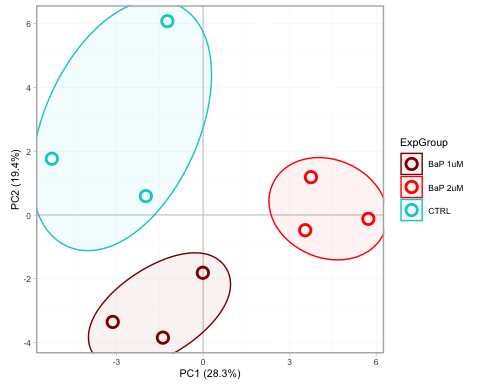 6
4
2
0
-2
-4
PC2 (19.4%)
-3
0
3
6
PC1 (28.3%)
ExpGroup
BaP 1uM
BaP 2uM
CTRL